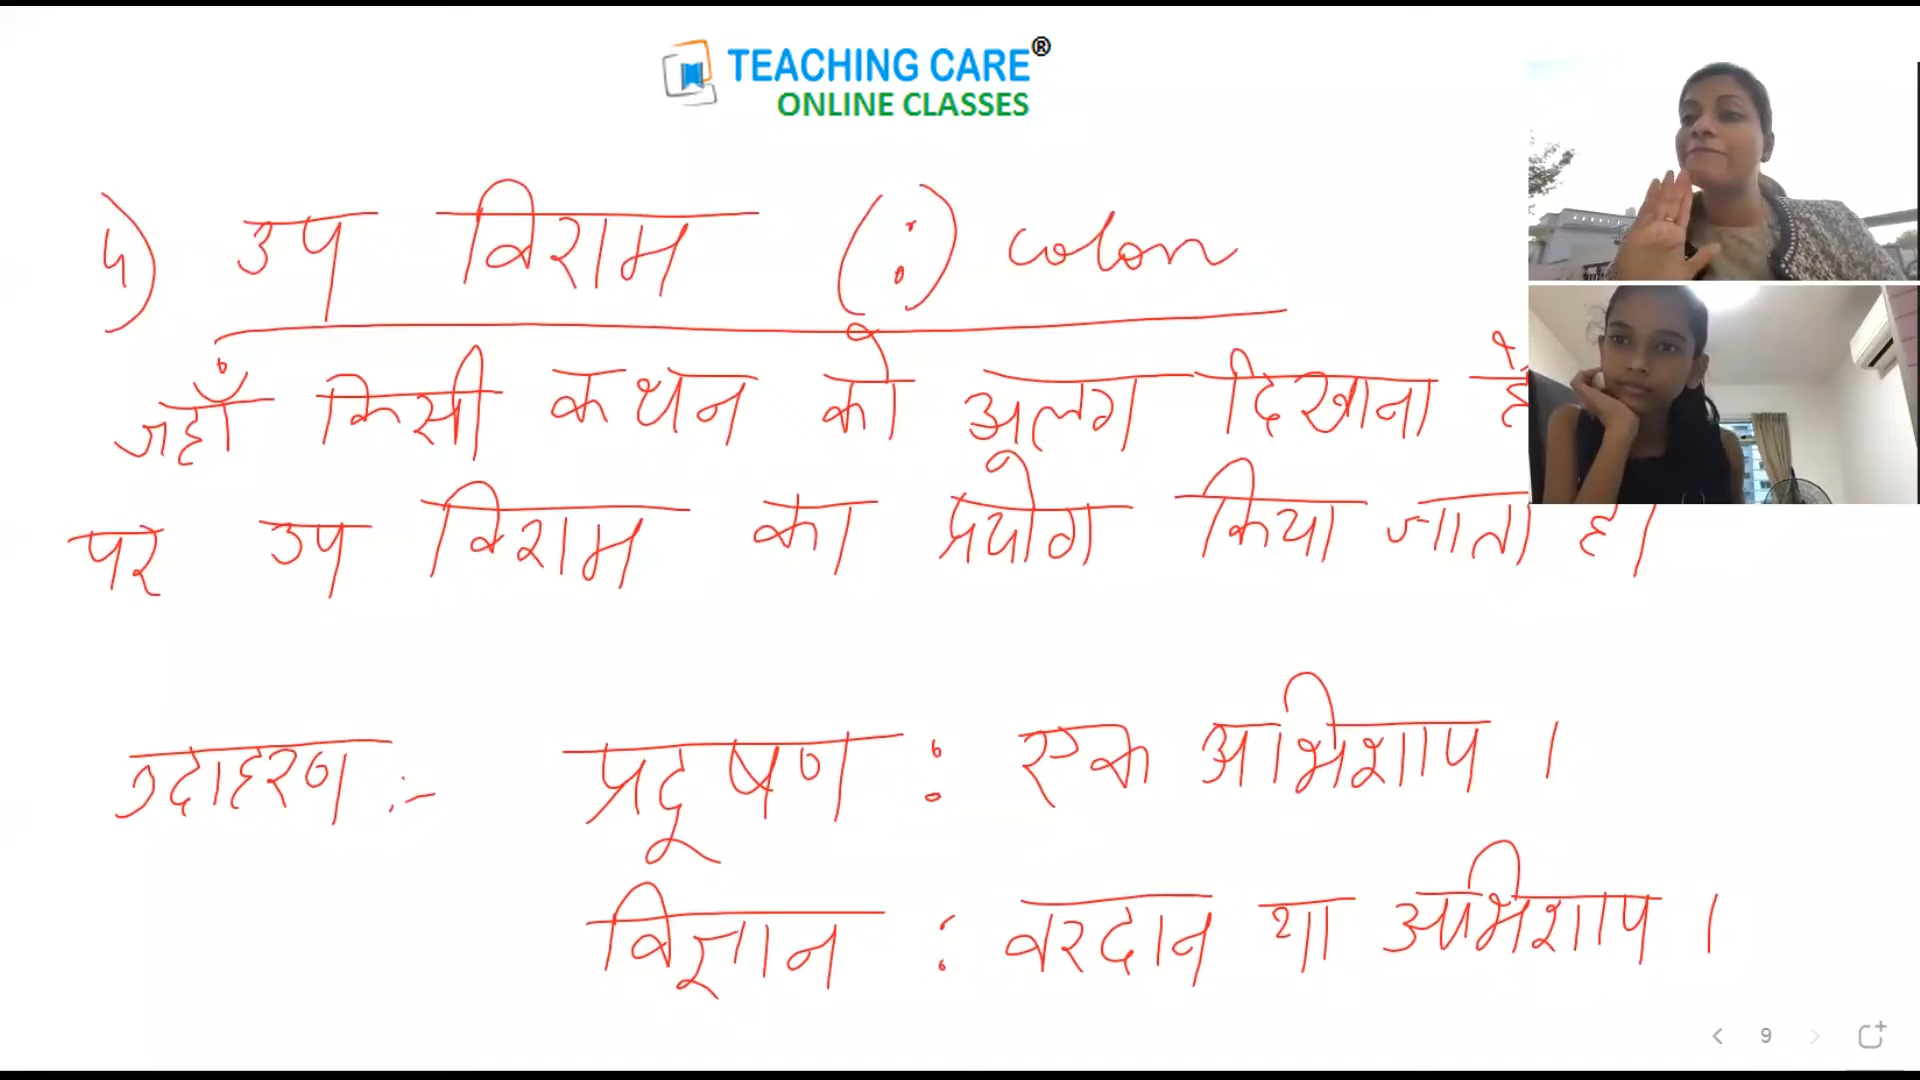 TEACHING CARE®
ONLINE CLASSES
५) उप विराम (:) colon
जहाँ किसी कथन को अलग दिखाना है
पर उप विराम का प्रयोग किया जाता है।
उदाहरण :- प्रदूषण : एक अभिशाप ।
विज्ञान : वरदान या अभिशाप ।
9